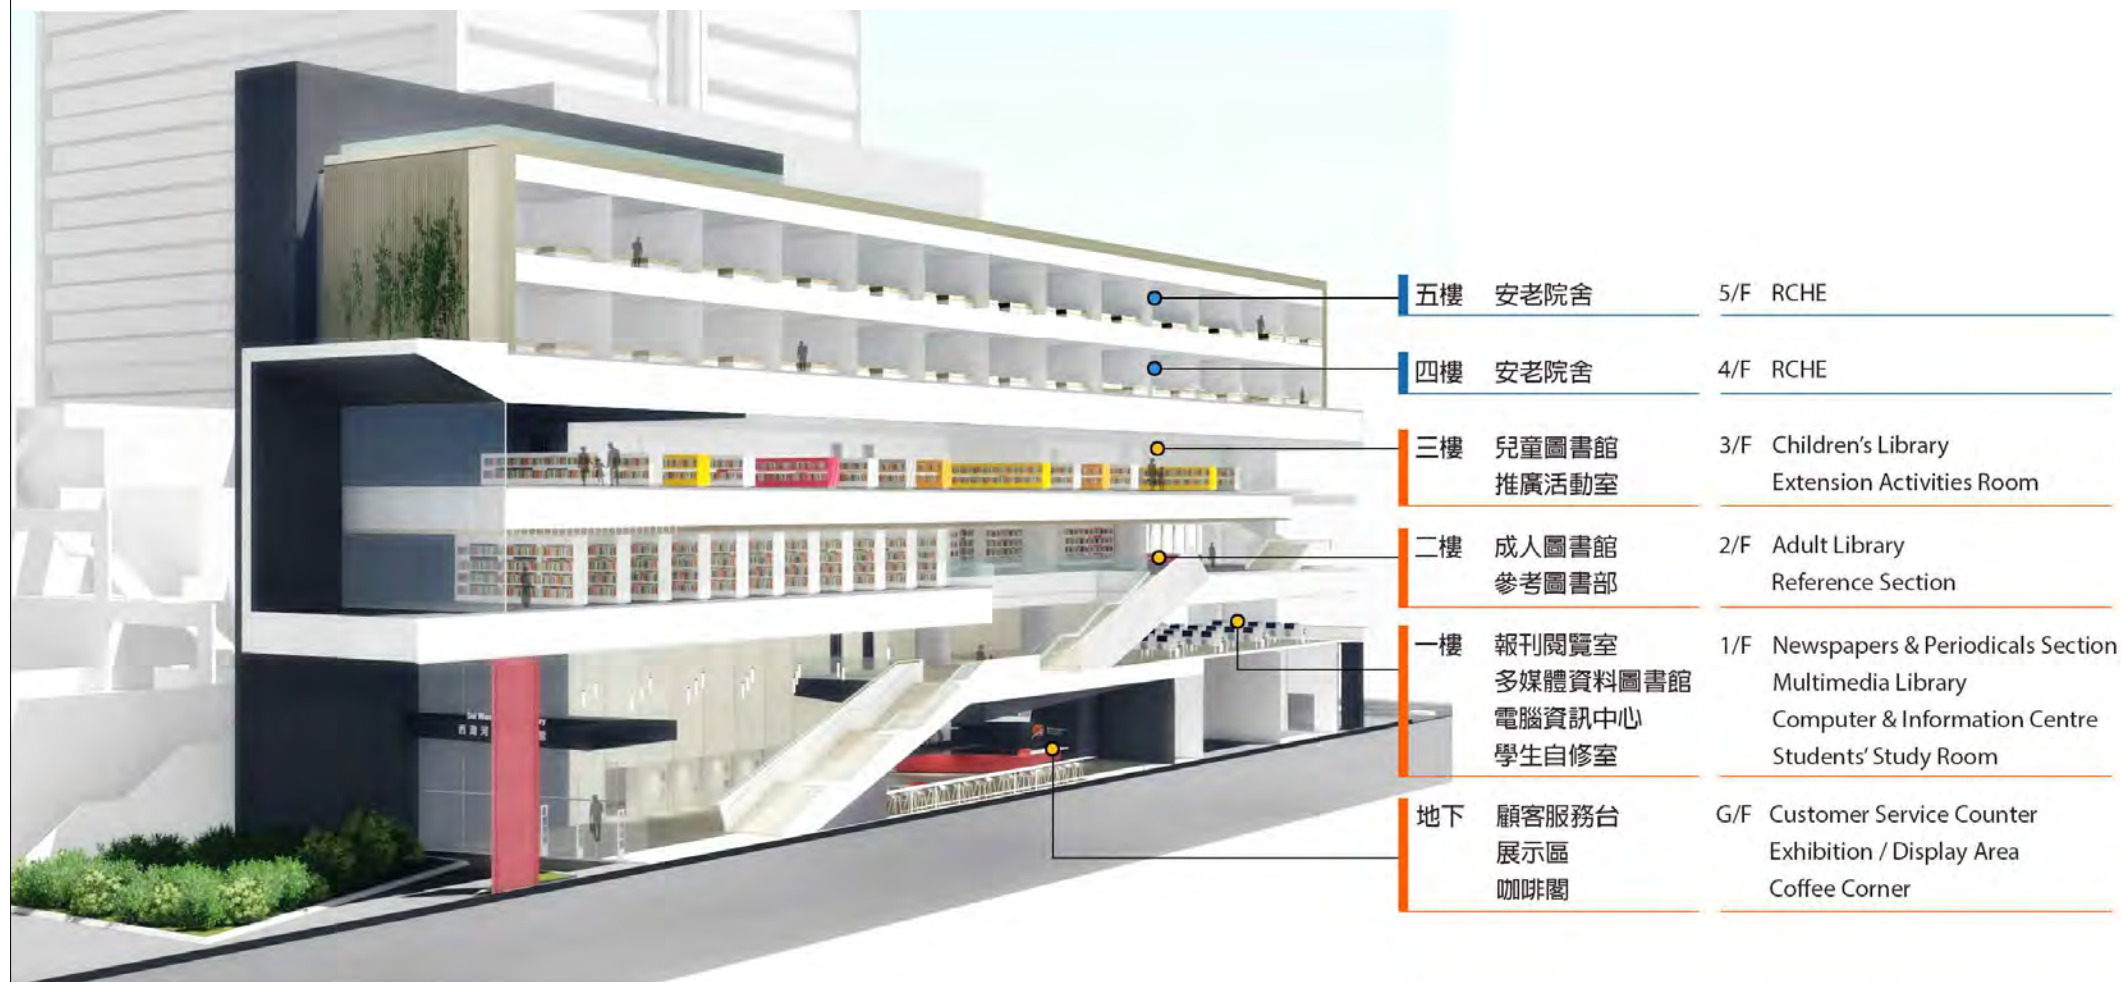 五樓 安老院舍 5/F RCHE
四樓 安老院舍 4/F RCHE
三樓 兒童圖書館 3/F Children's Library
推廣活動室 Extension Activities Room
二樓 成人圖書館 2/F Adult Library
參考圖書部 Reference Section
一樓 報刊閱覽室 1/F Newspapers & Periodicals Section
多媒體資料圖書館 Multimedia Library
電腦資訊中心 Computer & Information Centre
學生自修室 Students' Study Room
地下 顧客服務台 G/F Customer Service Counter
展示區 Exhibition / Display Area
咖啡閣 Coffee Corner
西灣河